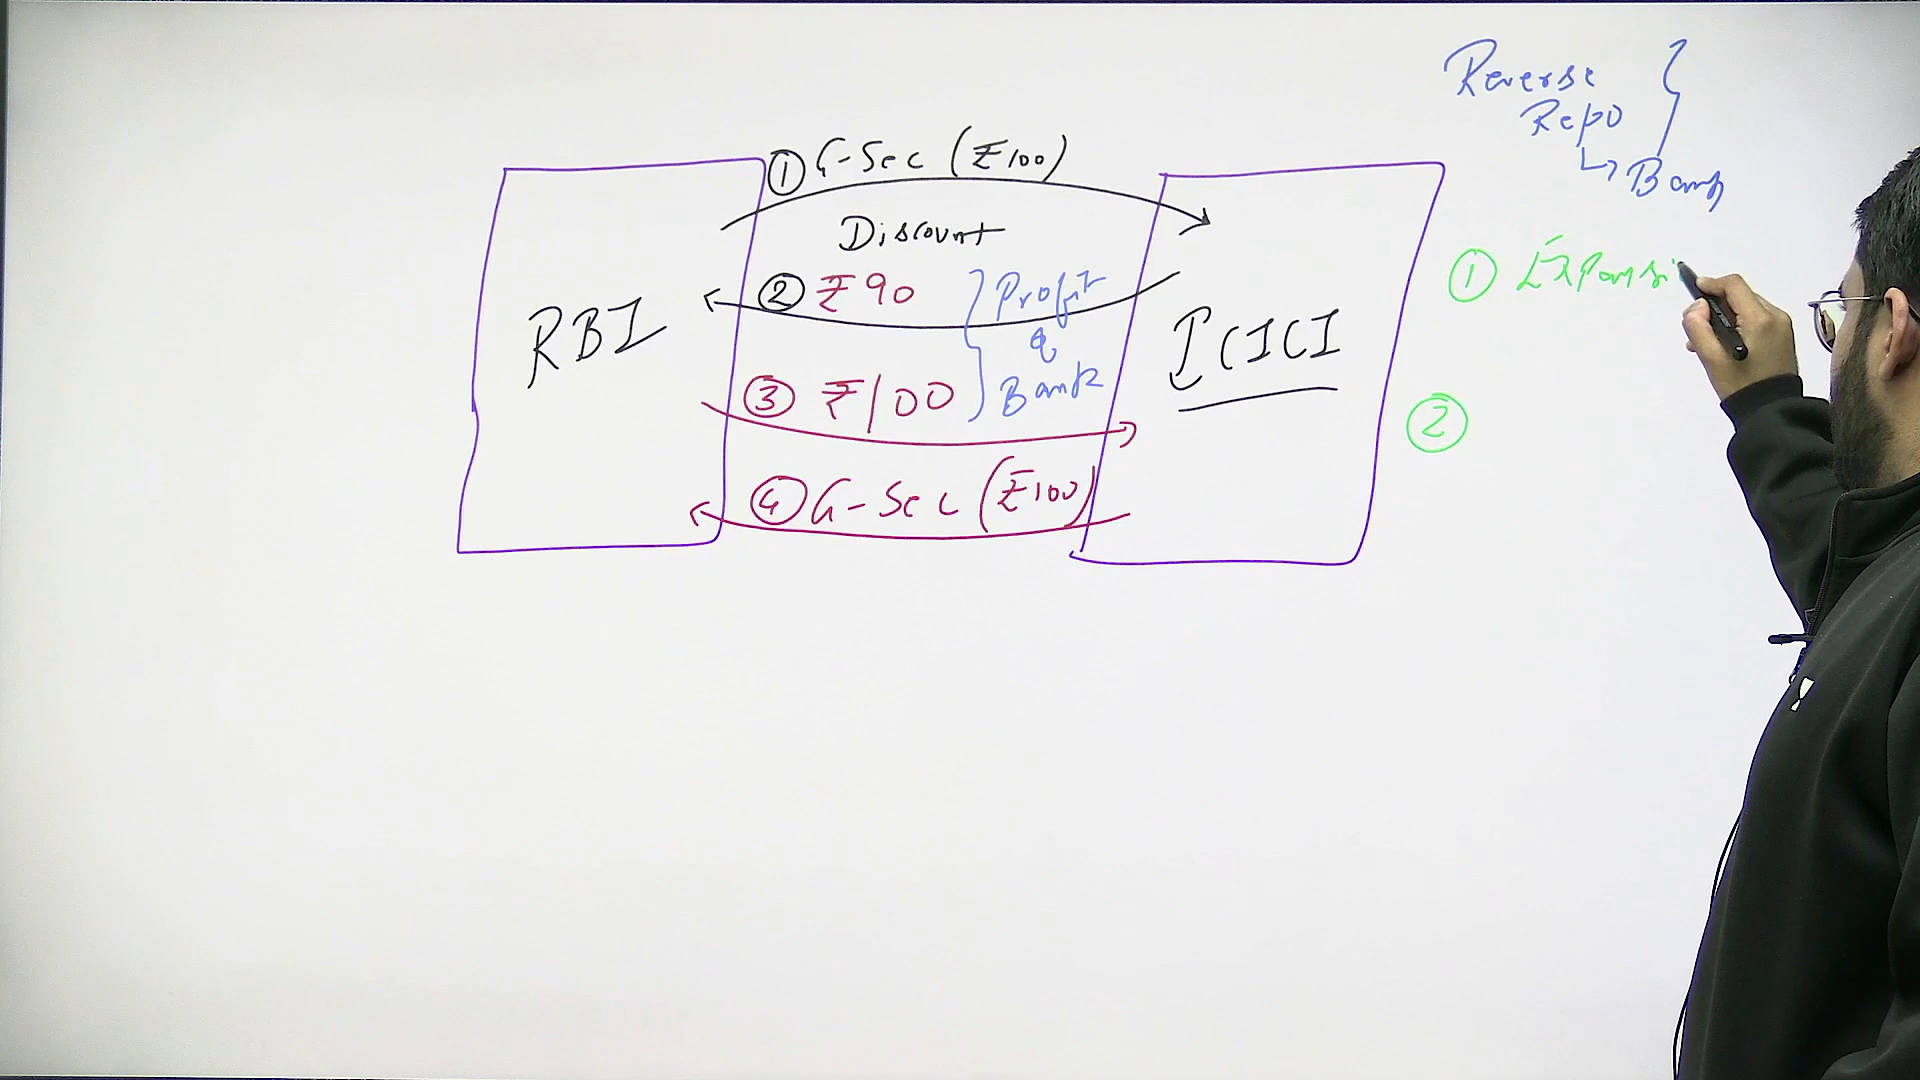 Reverse
Repo
↳ Bank
① G-Sec (₹100)
Discount
② ₹90
Profit
of
Bank
RBI
ICICI
③ ₹100
④ G-Sec (₹100)
① Expansi
②